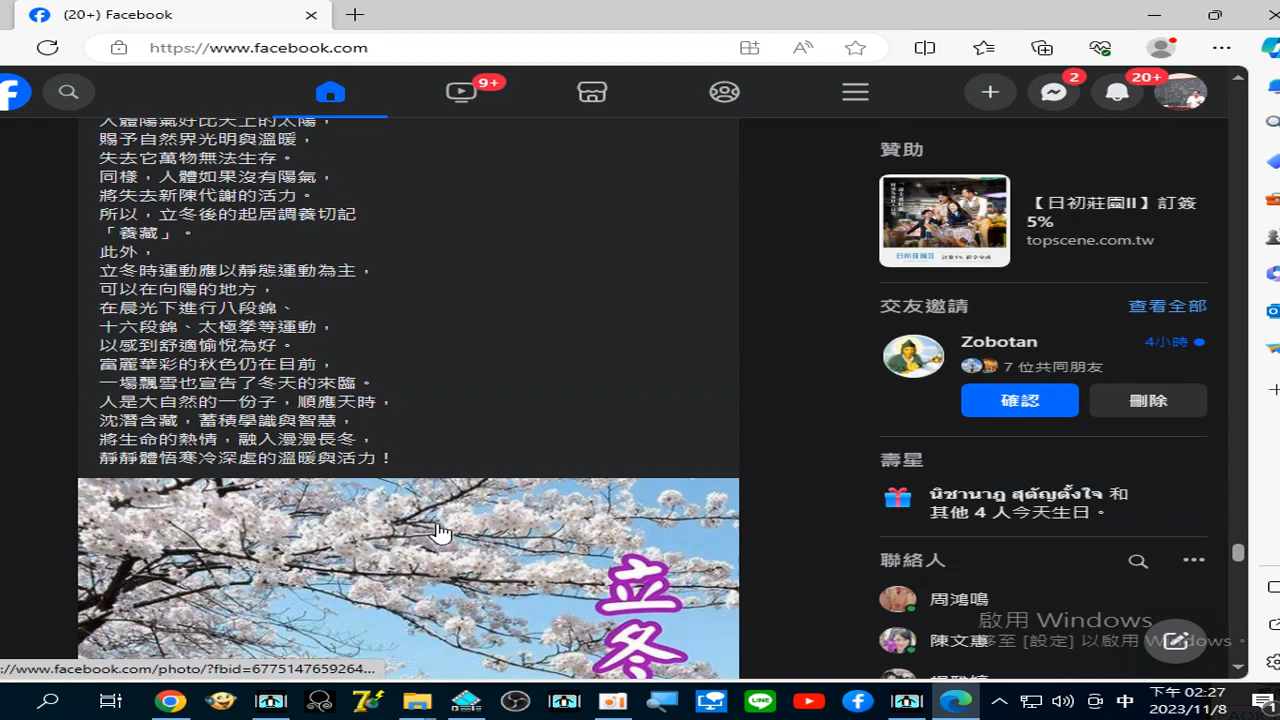 (20+) Facebook
https://www.facebook.com
9+
2
20+
人體陽氣好比天上的太陽，
賜予自然界光明與溫暖，
失去它萬物無法生存。
同樣，人體如果沒有陽氣，
將失去新陳代謝的活力。
所以，立冬後的起居調養切記
「養藏」。
此外，
立冬時運動應以靜態運動為主，
可以在向陽的地方，
在晨光下進行八段錦、
十六段錦、太極拳等運動，
以感到舒適愉悅為好。
富麗華彩的秋色仍在目前，
一場飄雪也宣告了冬天的來臨。
人是大自然的一份子，順應天時，
沈潛含藏，蓄積學識與智慧，
將生命的熱情，融入漫漫長冬，
靜靜體悟寒冷深處的溫暖與活力！
立冬
贊助
【日初莊園II】訂簽
5%
topscene.com.tw
交友邀請
查看全部
Zobotan
4小時
7 位共同朋友
確認
刪除
壽星
นิชานาฎ สุตัญตั้งใจ 和
其他 4 人今天生日。
聯絡人
周鴻鳴
陳文惠
啟用 Windows
移至 [設定] 以啟用 Windows。
://www.facebook.com/photo/?fbid=6775147659264...
中
下午 02:27
2023/11/8